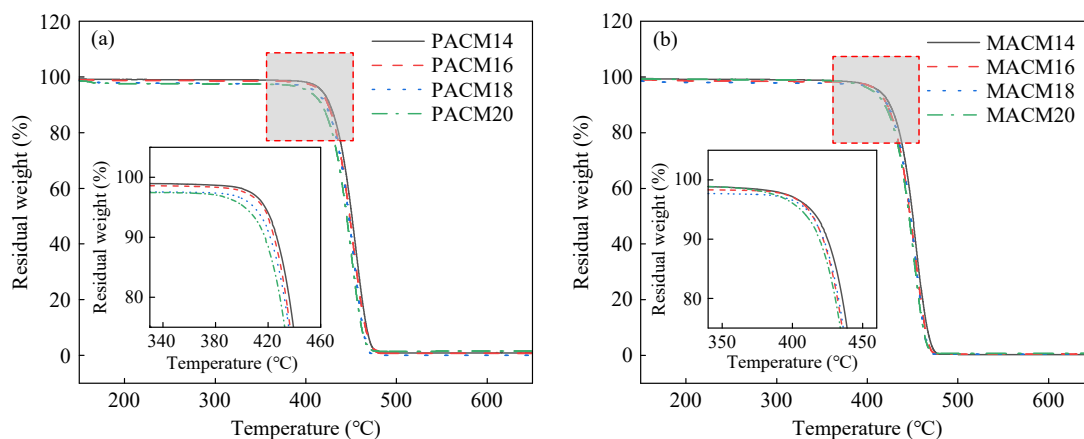 (a)
PACM14
PACM16
PACM18
PACM20
Residual weight (%)
120
100
80
60
40
20
0
Residual weight (%)
100
90
80
340 380 420 460
Temperature (℃)
200 300 400 500 600
Temperature (℃)
(b)
MACM14
MACM16
MACM18
MACM20
Residual weight (%)
120
100
80
60
40
20
0
Residual weight (%)
100
90
80
350 400 450
Temperature (℃)
200 300 400 500 600
Temperature (℃)